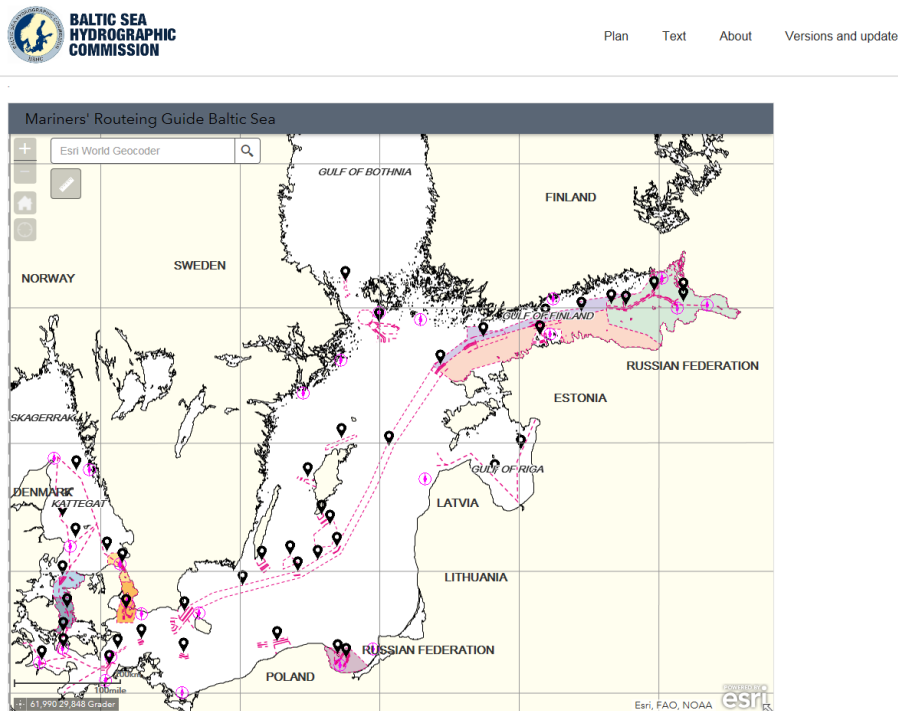 BALTIC SEA
HYDROGRAPHIC
COMMISSION
Plan Text About Versions and update
Mariners' Routeing Guide Baltic Sea
Esri World Geocoder
GULF OF BOTHNIA
FINLAND
SWEDEN
NORWAY
GULF OF FINLAND
RUSSIAN FEDERATION
ESTONIA
SKAGERRAK
GULF OF RIGA
DENMARK
KATTEGAT
LATVIA
LITHUANIA
RUSSIAN FEDERATION
POLAND
100mile
61,990 29,848 Grader
Esri, FAO, NOAA
esri